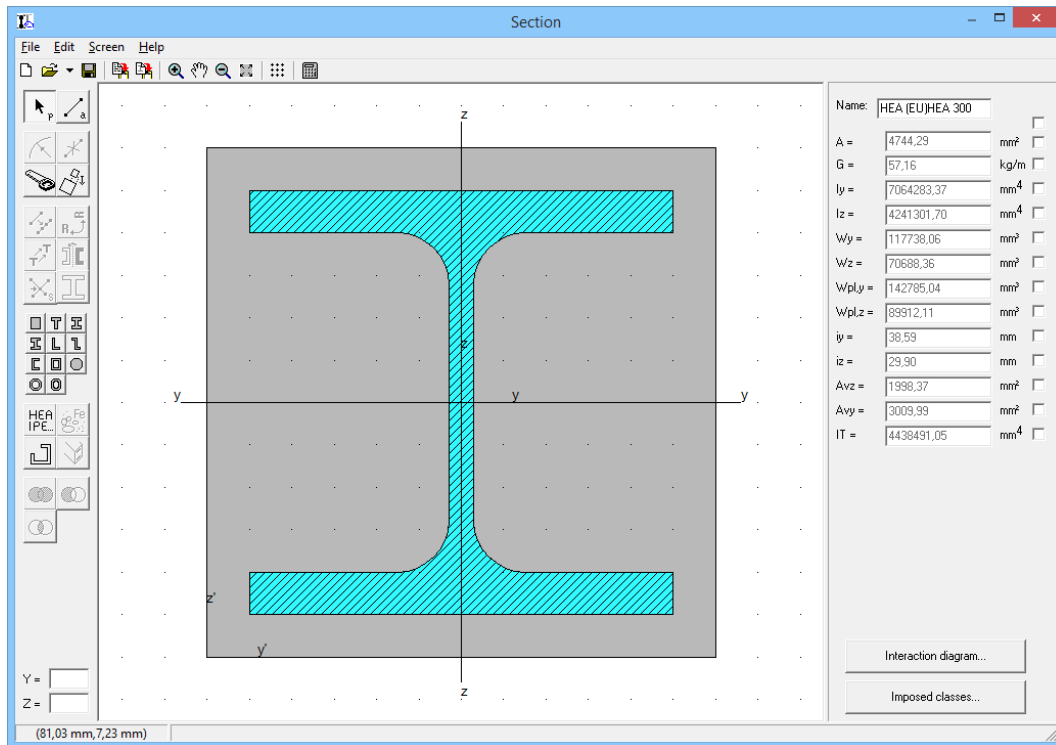 Section
File Edit Screen Help
p a
R
T T
s
HEA
IPE...
Fe
z
z
y y y
z'
y'
z
Name: HEA (EU)HEA 300
A = 4744,29 mm²
G = 57,16 kg/m
Iy = 7064283,37 mm4
Iz = 4241301,70 mm4
Wy = 117738,06 mm³
Wz = 70688,36 mm³
Wpl,y = 142785,04 mm³
Wpl,z = 89912,11 mm³
iy = 38,59 mm
iz = 29,90 mm
Avz = 1998,37 mm²
Avy = 3009,99 mm²
IT = 4438491,05 mm4
Interaction diagram...
Imposed classes...
Y =
Z =
(81,03 mm,7,23 mm)